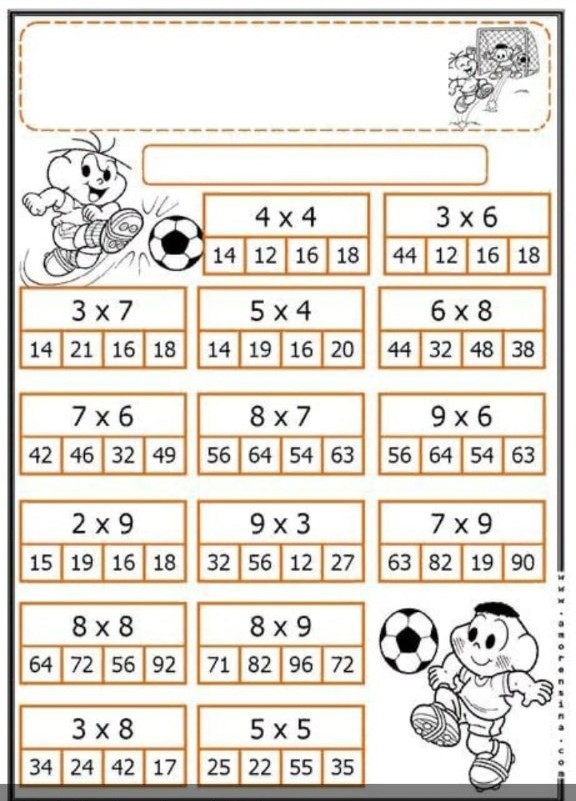 4 x 4 3 x 6
14 12 16 18 44 12 16 18
3 x 7 5 x 4 6 x 8
14 21 16 18 14 19 16 20 44 32 48 38
7 x 6 8 x 7 9 x 6
42 46 32 49 56 64 54 63 56 64 54 63
2 x 9 9 x 3 7 x 9
15 19 16 18 32 56 12 27 63 82 19 90
8 x 8 8 x 9
64 72 56 92 71 82 96 72
3 x 8 5 x 5
34 24 42 17 25 22 55 35
www.amorensina.com